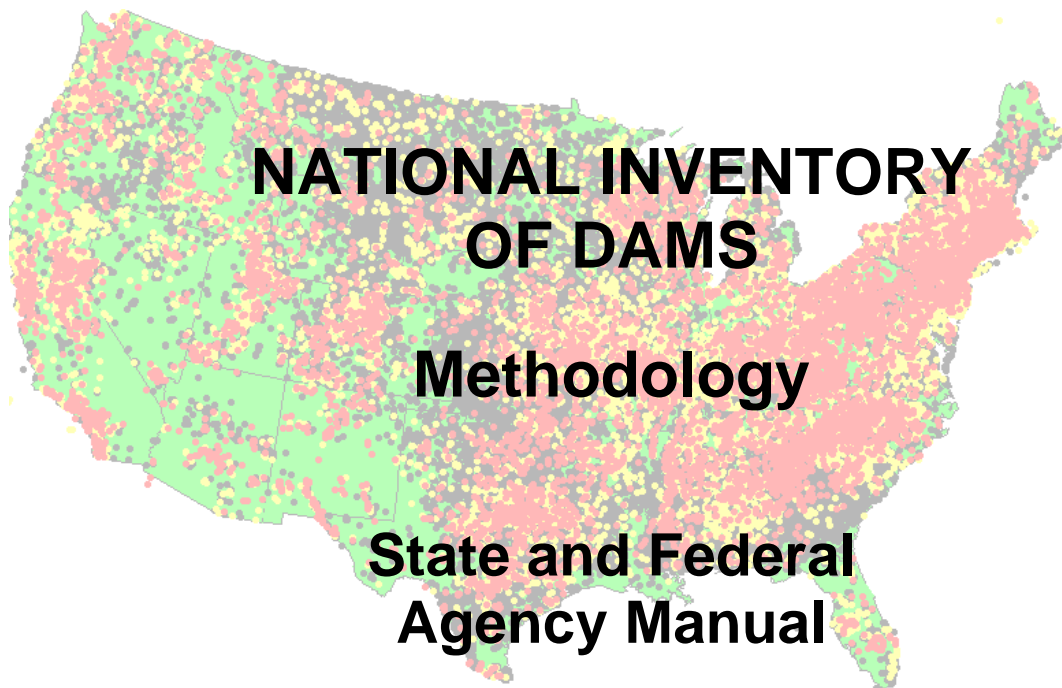 NATIONAL INVENTORY
OF DAMS
Methodology
State and Federal
Agency Manual